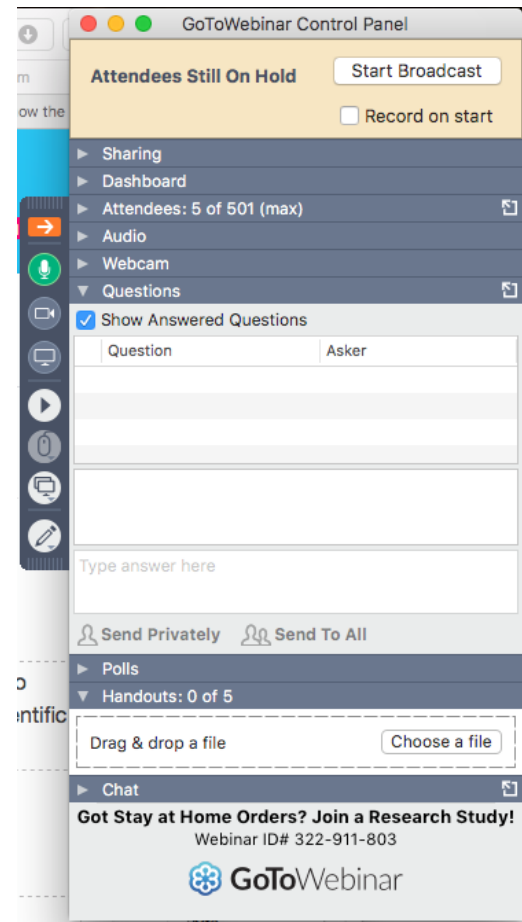 GoToWebinar Control Panel
m
Attendees Still On Hold
Start Broadcast
ow the
Record on start
Sharing
Dashboard
Attendees: 5 of 501 (max)
Audio
Webcam
Questions
Show Answered Questions
Question Asker
Type answer here
Send Privately Send To All
Polls
o
Handouts: 0 of 5
entific
Drag & drop a file Choose a file
Chat
Got Stay at Home Orders? Join a Research Study!
Webinar ID# 322-911-803
GoToWebinar